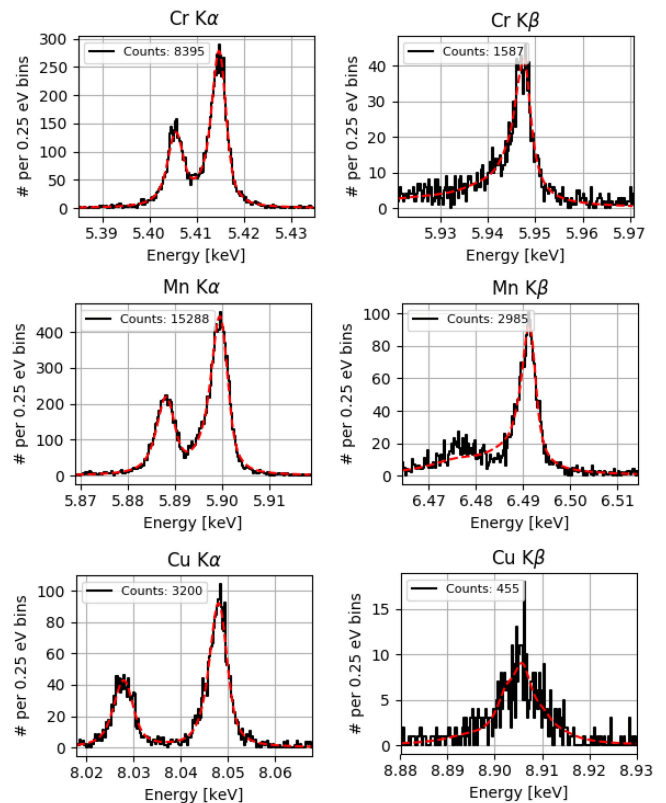 Cr Kα
Counts: 8395
# per 0.25 eV bins
300
250
200
150
100
50
0
5.39 5.40 5.41 5.42 5.43
Energy [keV]
Cr Kβ
Counts: 1587
# per 0.25 eV bins
40
30
20
10
0
5.93 5.94 5.95 5.96 5.97
Energy [keV]
Mn Kα
Counts: 15288
# per 0.25 eV bins
400
300
200
100
0
5.87 5.88 5.89 5.90 5.91
Energy [keV]
Mn Kβ
Counts: 2985
# per 0.25 eV bins
100
80
60
40
20
0
6.47 6.48 6.49 6.50 6.51
Energy [keV]
Cu Kα
Counts: 3200
# per 0.25 eV bins
100
80
60
40
20
0
8.02 8.03 8.04 8.05 8.06
Energy [keV]
Cu Kβ
Counts: 455
# per 0.25 eV bins
15
10
5
0
8.88 8.89 8.90 8.91 8.92 8.93
Energy [keV]